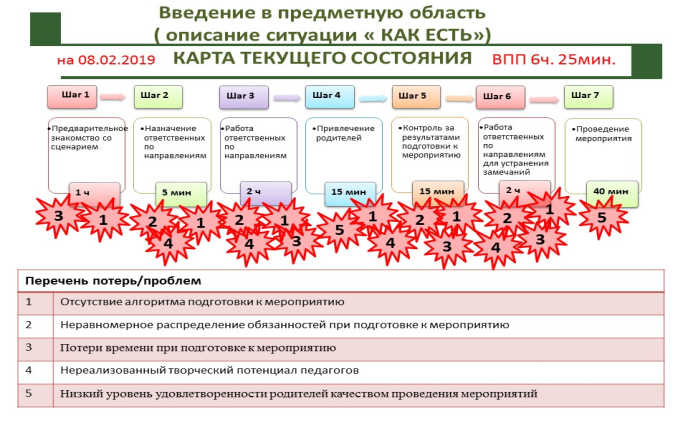 Введение в предметную область
( описание ситуации « КАК ЕСТЬ»)
на 08.02.2019 КАРТА ТЕКУЩЕГО СОСТОЯНИЯ ВПП 6ч. 25мин.
Шаг 1 Шаг 2 Шаг 3 Шаг 4 Шаг 5 Шаг 6 Шаг 7
•Предварительное
знакомство со
сценарием
•Назначение
ответственных
по
направлениям
•Работа
ответственных
по
направлениям
•Привлечение
родителей
•Контроль за
результатами
подготовки к
мероприятию
•Работа
ответственных
по
направлениям
для устранения
замечаний
•Проведение
мероприятия
1 ч 5 мин 2 ч 15 мин 15 мин 2 ч 40 мин
3 1 2 1 2 1 5 1 2 1 2 1 5
4 4 3 4 3 4 3
Перечень потерь/проблем
1 Отсутствие алгоритма подготовки к мероприятию
2 Неравномерное распределение обязанностей при подготовке к мероприятию
3 Потери времени при подготовке к мероприятию
4 Нереализованный творческий потенциал педагогов
5 Низкий уровень удовлетворенности родителей качеством проведения мероприятий